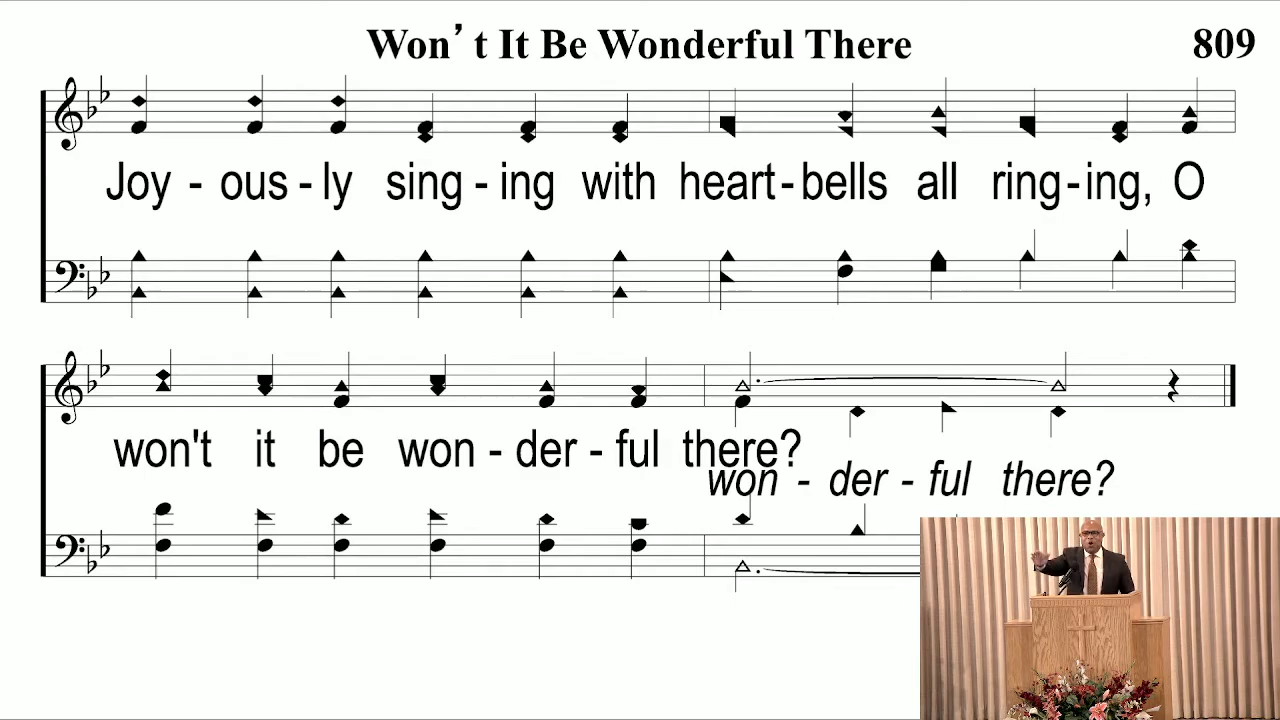 Won’t It Be Wonderful There 809
Joy - ous - ly sing - ing with heart - bells all ring - ing, O
won't it be won - der - ful there?
won - der - ful there?